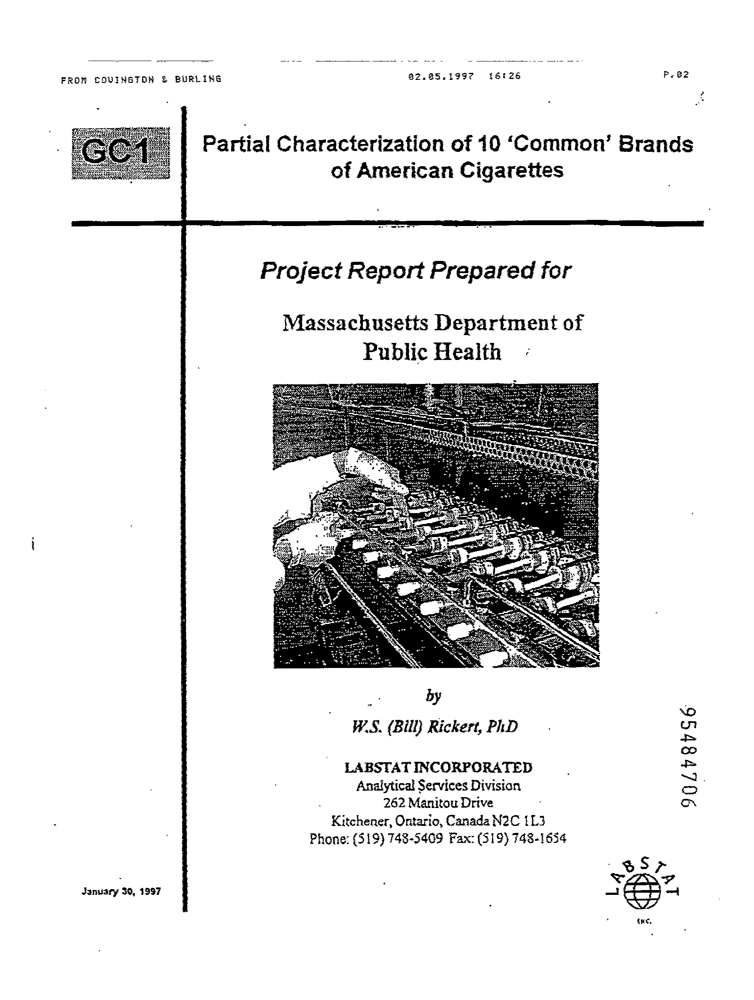 FROM COVINGTON & BURLING 02.05.1997 16:26 P.02
GC1
Partial Characterization of 10 'Common' Brands
of American Cigarettes
Project Report Prepared for
Massachusetts Department of
Public Health
by
W.S. (Bill) Rickert, PhD
LABSTAT INCORPORATED
Analytical Services Division
262 Manitou Drive
Kitchener, Ontario, Canada N2C 1L3
Phone: (519) 748-5409 Fax: (519) 748-1654
95484706
January 30, 1997
LABSTAT
INC.